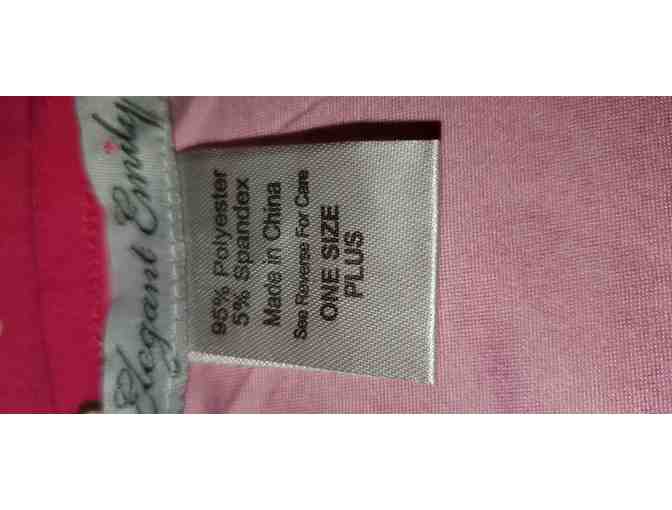 Elegant Emily
95% Polyester
5% Spandex
Made in China
See Reverse For Care
ONE SIZE
PLUS